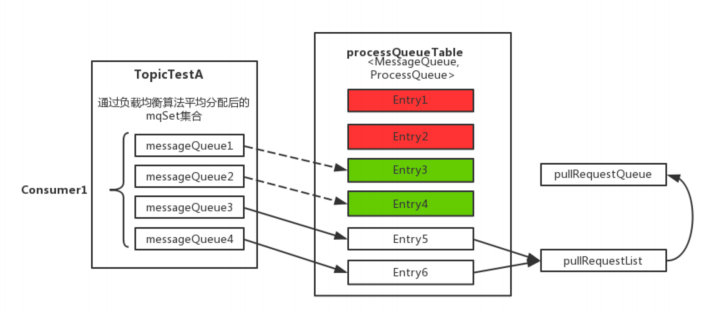 TopicTestA
通过负载均衡算法平均分配后的
mqSet集合
Consumer1
messageQueue1
messageQueue2
messageQueue3
messageQueue4
processQueueTable
<MessageQueue,
ProcessQueue>
Entry1
Entry2
Entry3
Entry4
Entry5
Entry6
pullRequestQueue
pullRequestList